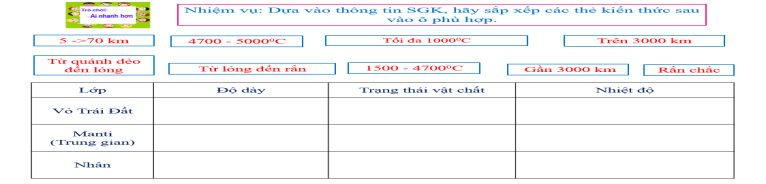 Trò chơi:
Ai nhanh hơn
Nhiệm vụ: Dựa vào thông tin SGK, hãy sắp xếp các thẻ kiến thức sau
vào ô phù hợp.
5 ->70 km
4700 - 5000⁰C
Tối đa 1000⁰C
Trên 3000 km
Từ quánh dẻo
đến lỏng
Từ lỏng đến rắn
1500 - 4700⁰C
Gần 3000 km
Rắn chắc
Lớp Độ dày Trạng thái vật chất Nhiệt độ
Vỏ Trái Đất
Manti
(Trung gian)
Nhân